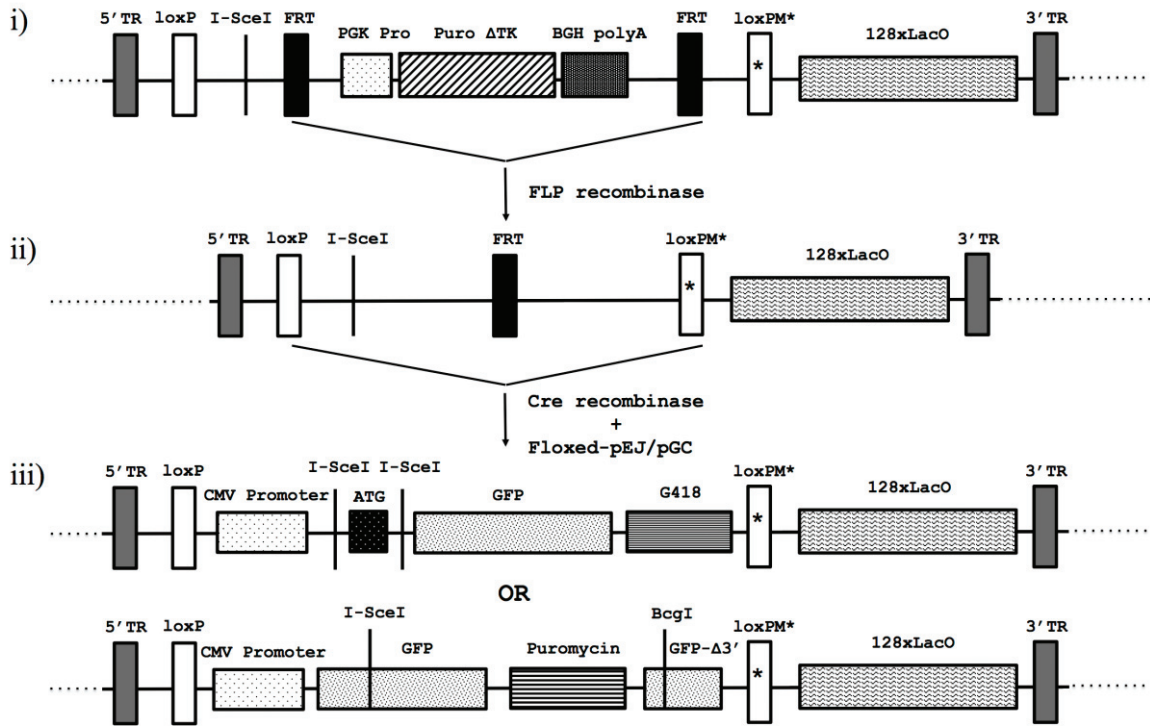 i)
5'TR loxP I-SceI FRT PGK Pro Puro ΔTK BGH polyA FRT loxPM* 128xLacO 3'TR
*
FLP recombinase
ii)
5'TR loxP I-SceI FRT loxPM* 128xLacO 3'TR
*
Cre recombinase
+
Floxed-pEJ/pGC
iii)
5'TR loxP CMV Promoter I-SceI ATG I-SceI GFP G418 loxPM* 128xLacO 3'TR
*
OR
5'TR loxP CMV Promoter I-SceI GFP Puromycin BcgI GFP-Δ3' loxPM* 128xLacO 3'TR
*